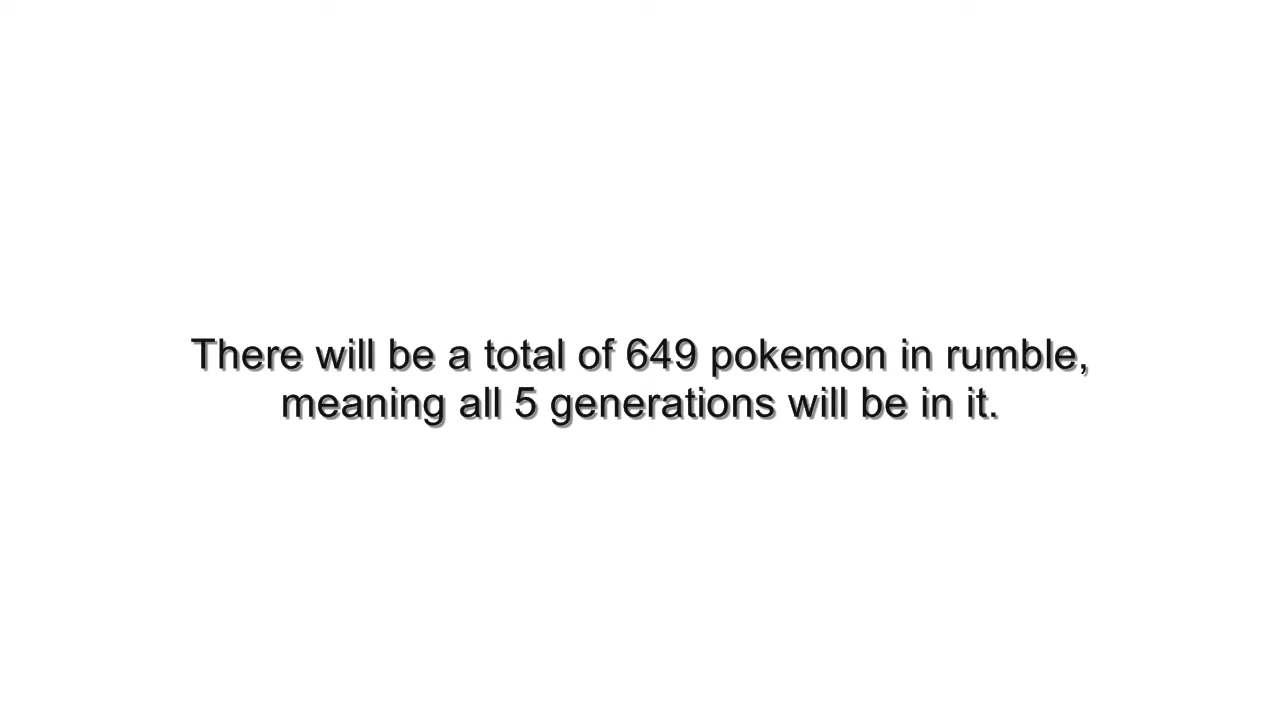 There will be a total of 649 pokemon in rumble,
meaning all 5 generations will be in it.